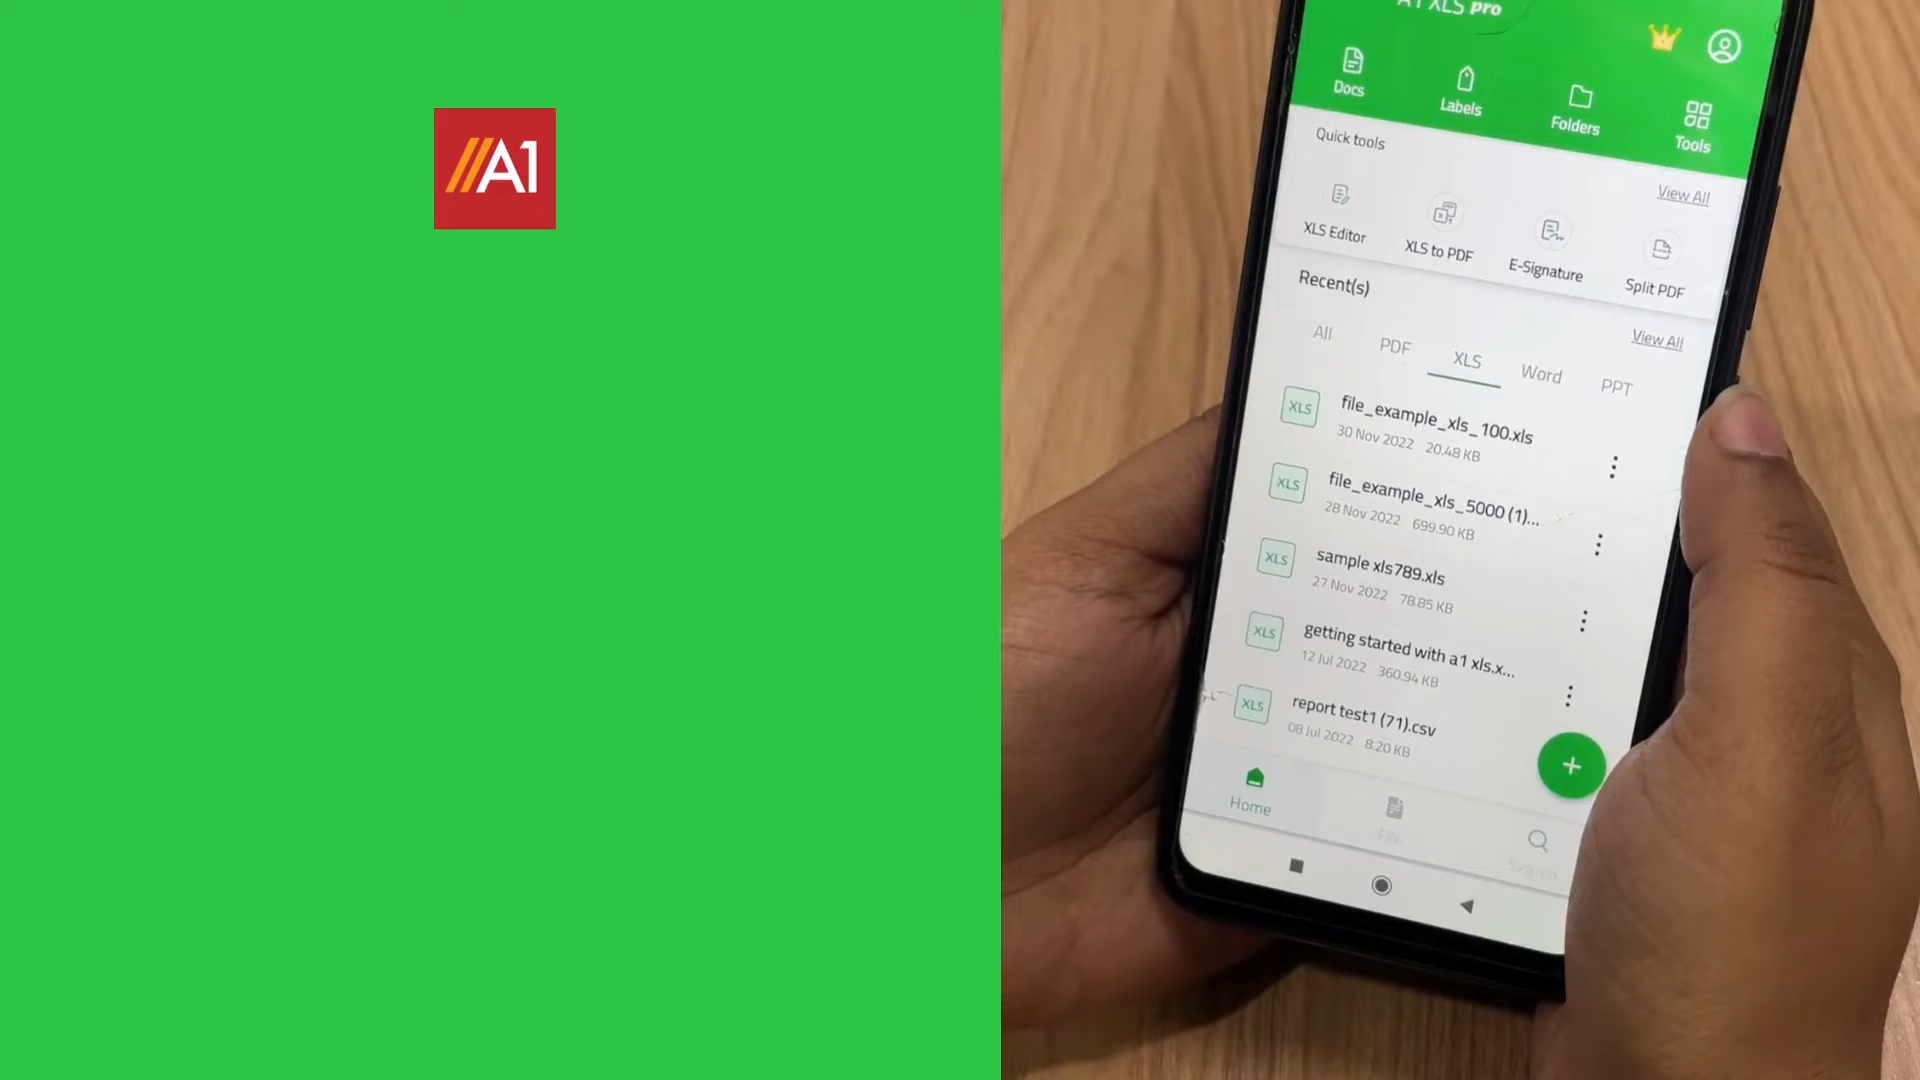 //A1
A1 XLS pro
Docs
Labels
Folders
Tools
Quick tools
View All
XLS Editor
XLS to PDF
E-Signature
Split PDF
Recent(s)
View All
All
PDF
XLS
Word
PPT
XLS
file_example_xls_100.xls
30 Nov 2022 20.48 KB
XLS
file_example_xls_5000 (1)...
28 Nov 2022 699.90 KB
XLS
sample xls789.xls
27 Nov 2022 78.85 KB
XLS
getting started with a1 xls.x...
12 Jul 2022 360.94 KB
XLS
report test1 (71).csv
08 Jul 2022 8.20 KB
+
Home
Search